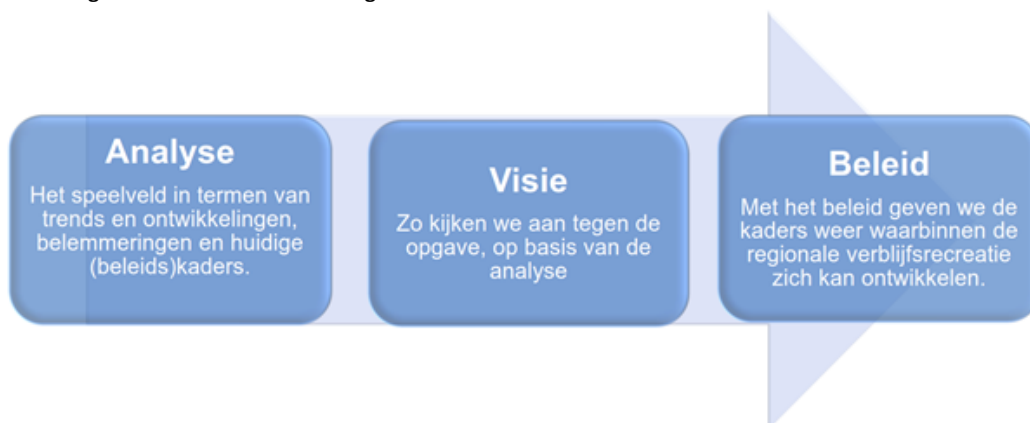 Analyse
Het speelveld in termen van
trends en ontwikkelingen,
belemmeringen en huidige
(beleids)kaders.
Visie
Zo kijken we aan tegen de
opgave, op basis van de
analyse
Beleid
Met het beleid geven we de
kaders weer waarbinnen de
regionale verblijfsrecreatie
zich kan ontwikkelen.